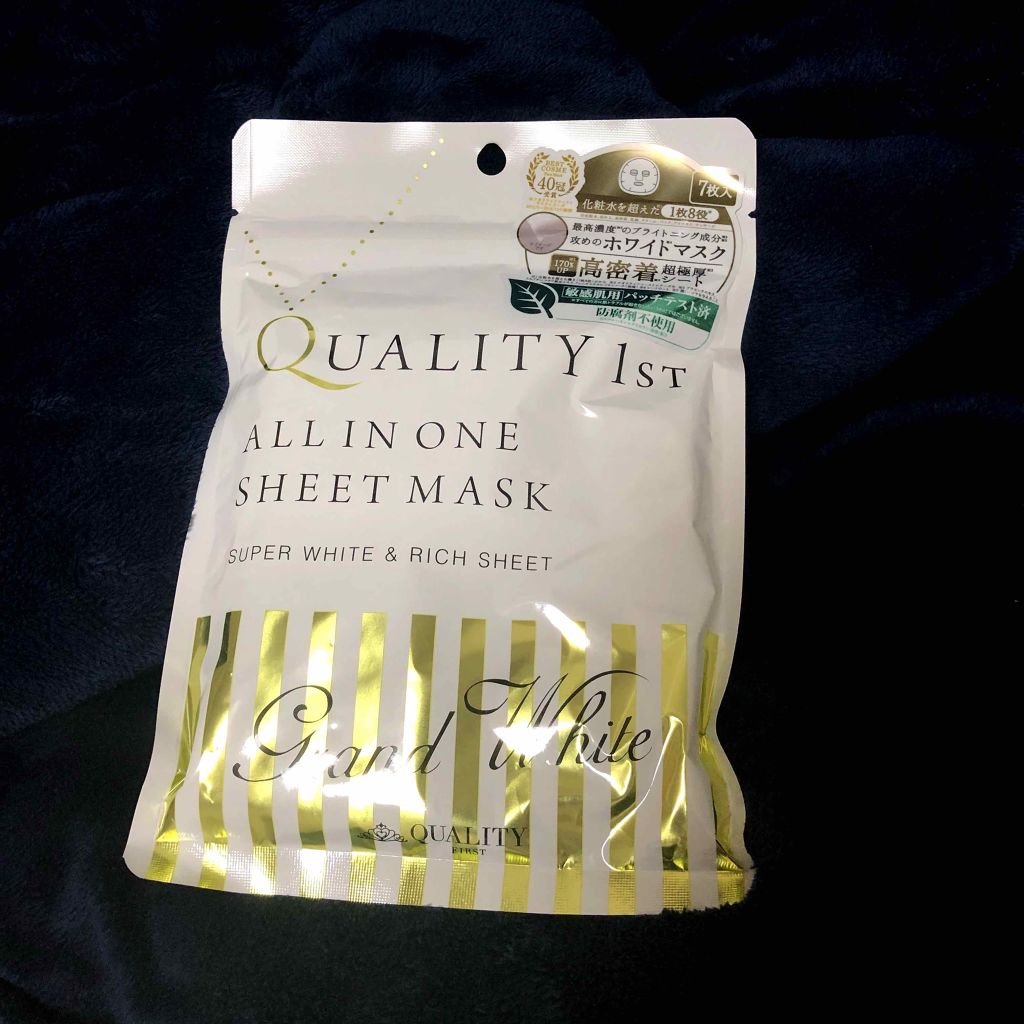 BEST
COSME
40冠
受賞
7枚入
化粧水を超えた 1枚8役
最高濃度のブライトニング成分
攻めのホワイトマスク
170%
UP
高密着 超極厚
シート
[敏感肌用]パッチテスト済
防腐剤不使用
QUALITY 1ST
ALL IN ONE
SHEET MASK
SUPER WHITE & RICH SHEET
Grand White
QUALITY
FIRST